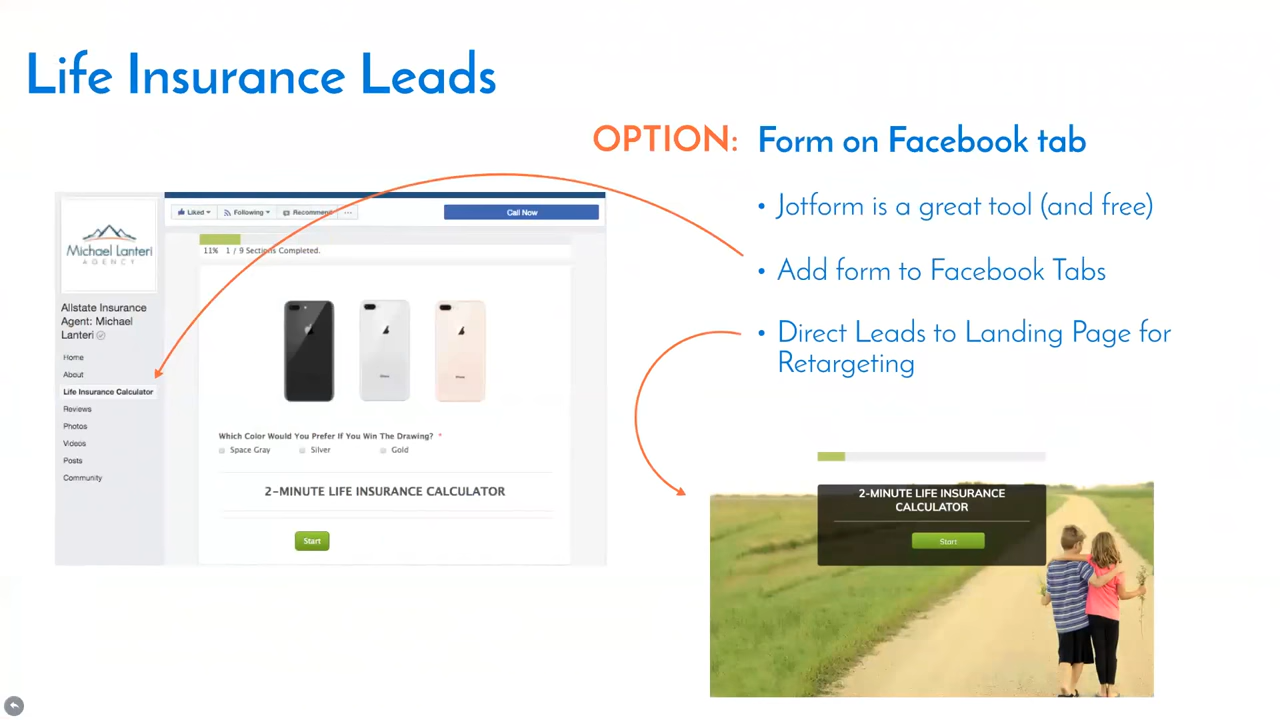 Life Insurance Leads
OPTION: Form on Facebook tab
• Jotform is a great tool (and free)
• Add form to Facebook Tabs
• Direct Leads to Landing Page for
Retargeting
Michael Lanteri
AGENCY
Allstate Insurance
Agent: Michael
Lanteri
Home
About
Life Insurance Calculator
Reviews
Photos
Videos
Posts
Community
Liked Following Recommend ...
Call Now
11% 1 / 9 Sections Completed.
Which Color Would You Prefer If You Win The Drawing? *
Space Gray Silver Gold
2-MINUTE LIFE INSURANCE CALCULATOR
Start
2-MINUTE LIFE INSURANCE
CALCULATOR
Start